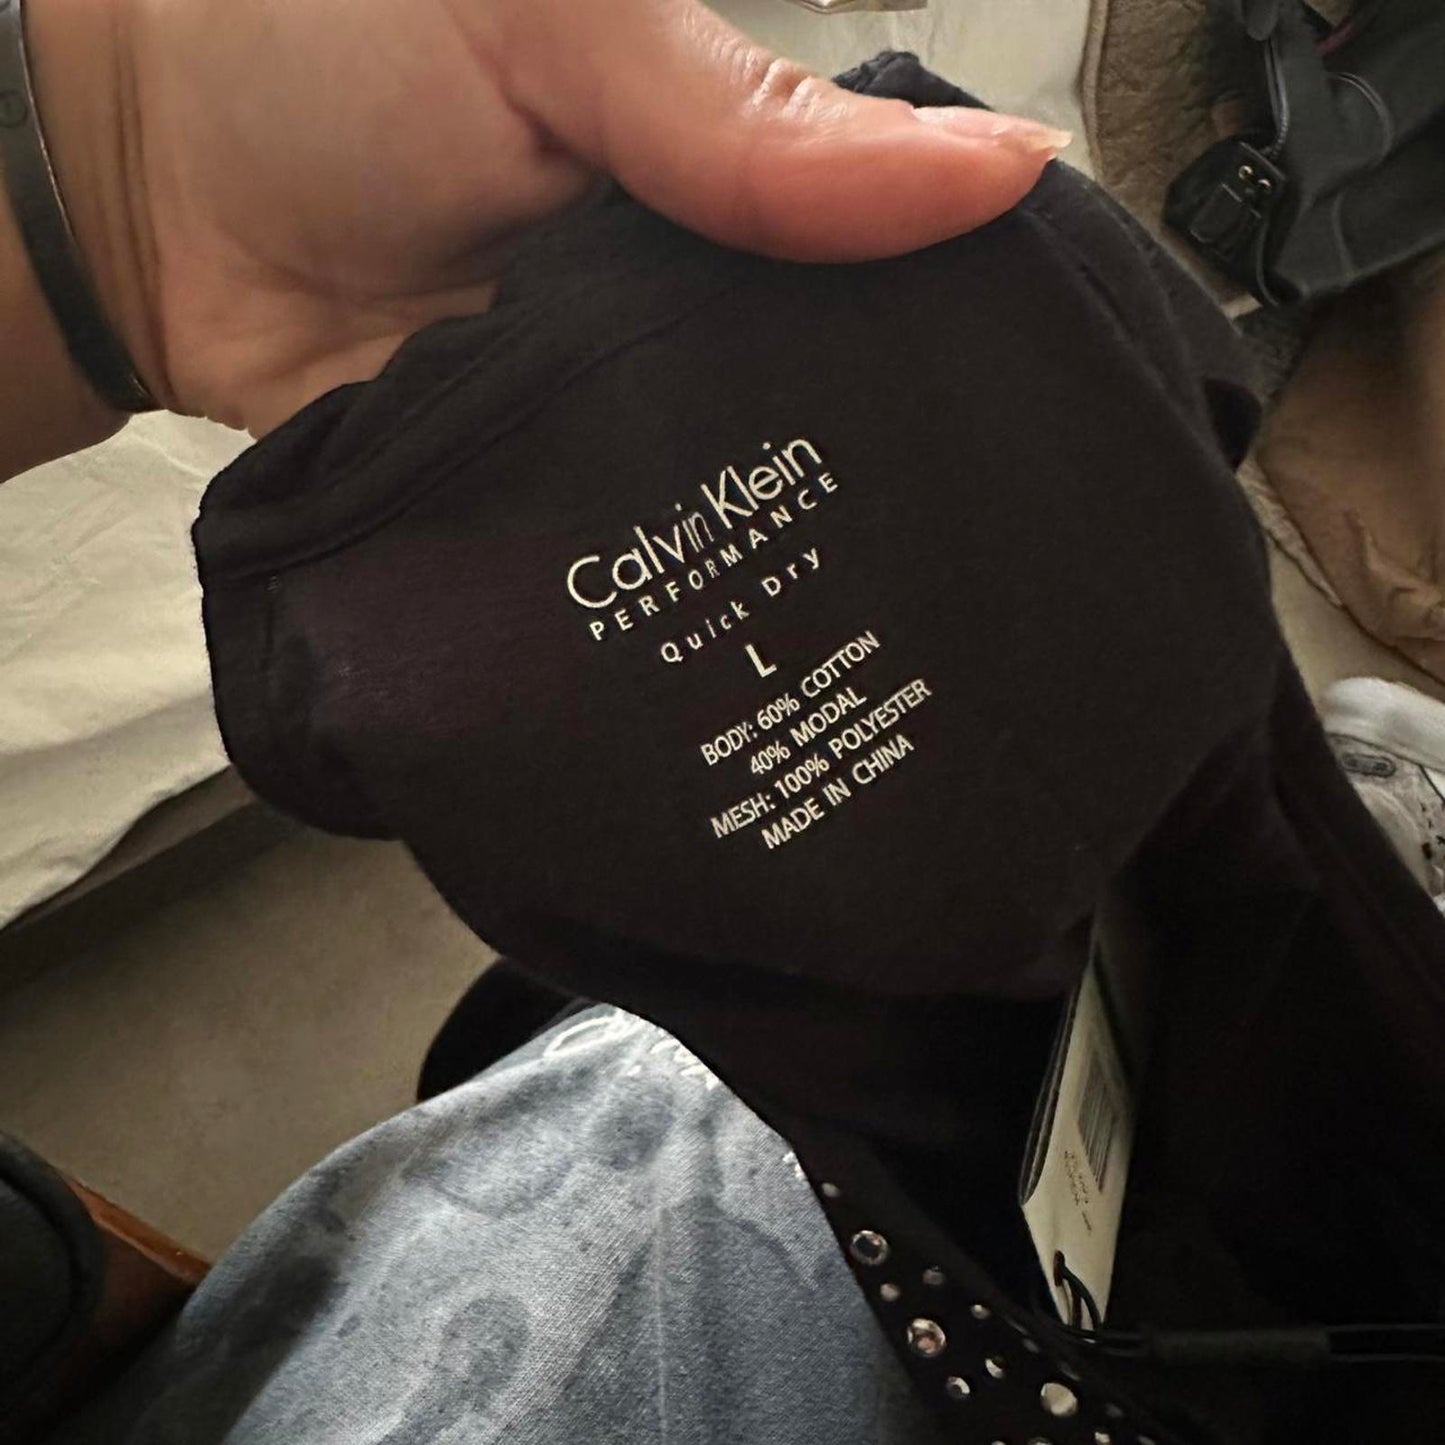 Calvin Klein
PERFORMANCE
Quick Dry
L
BODY: 60% COTTON
40% MODAL
MESH: 100% POLYESTER
MADE IN CHINA